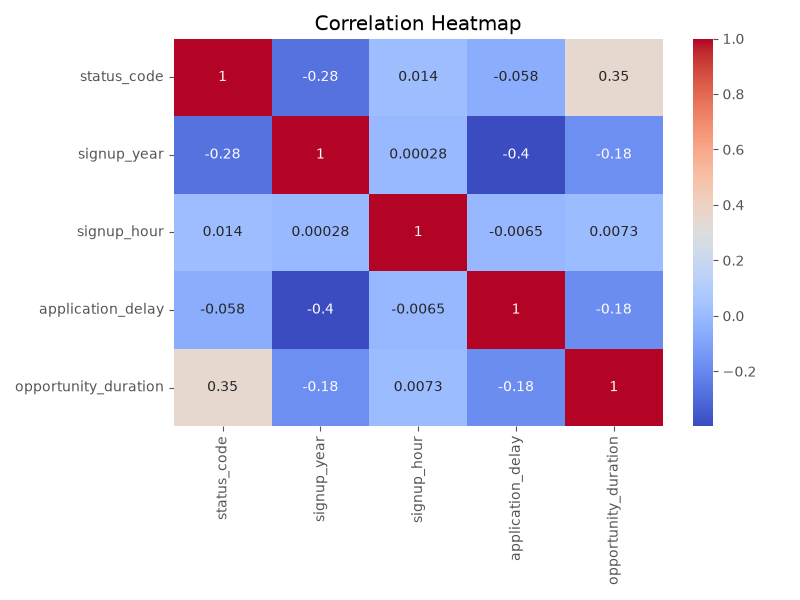 Correlation Heatmap
status_code 1 -0.28 0.014 -0.058 0.35
signup_year -0.28 1 0.00028 -0.4 -0.18
signup_hour 0.014 0.00028 1 -0.0065 0.0073
application_delay -0.058 -0.4 -0.0065 1 -0.18
opportunity_duration 0.35 -0.18 0.0073 -0.18 1
status_code
signup_year
signup_hour
application_delay
opportunity_duration
1.0
0.8
0.6
0.4
0.2
0.0
−0.2